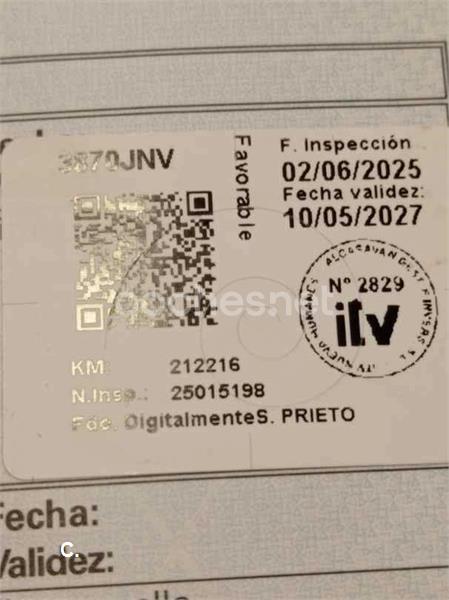 3870JNV
Favorable
F. Inspección
02/06/2025
Fecha validez:
10/05/2027
coches.net
Nº 2829
itv
KM: 212216
N.Insp.: 25015198
Fdo. DigitalmenteS. PRIETO
Fecha:
C.
Validez: